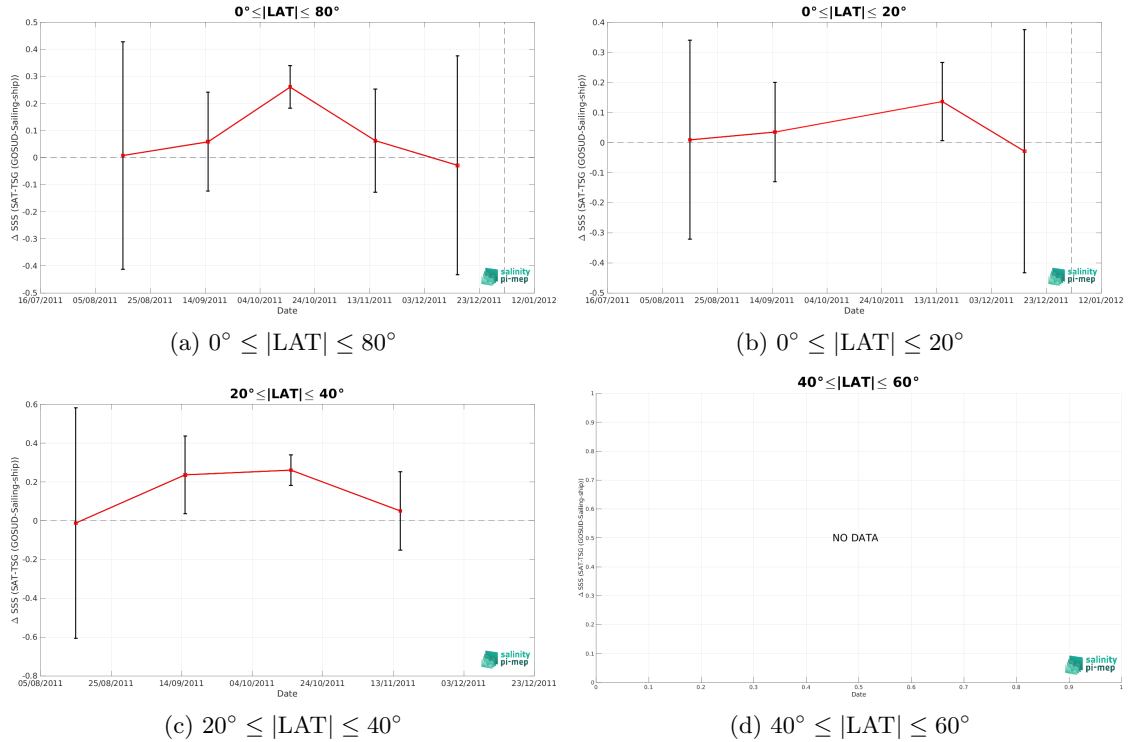 0°≤|LAT|≤ 80°
0.5
0.4
0.3
0.2
0.1
0
-0.1
-0.2
-0.3
-0.4
-0.5
Δ SSS (SAT-TSG (GOSUD-Sailing-ship))
16/07/2011 05/08/2011 25/08/2011 14/09/2011 04/10/2011 24/10/2011 13/11/2011 03/12/2011 23/12/2011 12/01/2012
Date
salinity
pi-mep
(a) 0° ≤ |LAT| ≤ 80°
0°≤|LAT|≤ 20°
0.5
0.4
0.3
0.2
0.1
0
-0.1
-0.2
-0.3
-0.4
-0.5
Δ SSS (SAT-TSG (GOSUD-Sailing-ship))
16/07/2011 05/08/2011 25/08/2011 14/09/2011 04/10/2011 24/10/2011 13/11/2011 03/12/2011 23/12/2011 12/01/2012
Date
salinity
pi-mep
(b) 0° ≤ |LAT| ≤ 20°
20°≤|LAT|≤ 40°
0.6
0.4
0.2
0
-0.2
-0.4
-0.6
-0.8
Δ SSS (SAT-TSG (GOSUD-Sailing-ship))
05/08/2011 25/08/2011 14/09/2011 04/10/2011 24/10/2011 13/11/2011 03/12/2011 23/12/2011
Date
salinity
pi-mep
(c) 20° ≤ |LAT| ≤ 40°
40°≤|LAT|≤ 60°
1
0.9
0.8
0.7
0.6
0.5
0.4
0.3
0.2
0.1
0
Δ SSS (SAT-TSG (GOSUD-Sailing-ship))
NO DATA
0 0.1 0.2 0.3 0.4 0.5 0.6 0.7 0.8 0.9 1
Date
salinity
pi-mep
(d) 40° ≤ |LAT| ≤ 60°